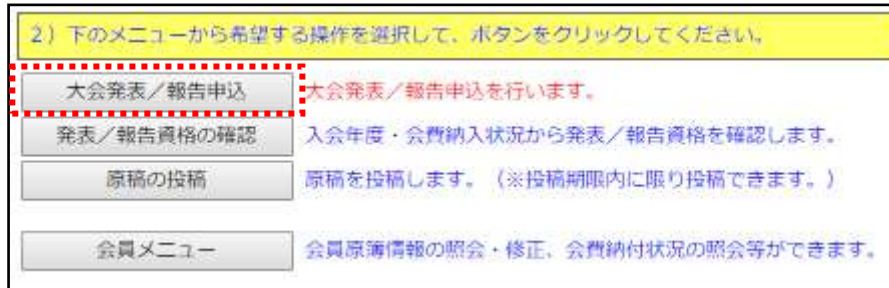 2）下のメニューから希望する操作を選択して、ボタンをクリックしてください。
大会発表／報告申込 大会発表／報告申込を行います。
発表／報告資格の確認 入会年度・会費納入状況から発表／報告資格を確認します。
原稿の投稿 原稿を投稿します。（※投稿期限内に限り投稿できます。）
会員メニュー 会員原簿情報の照会・修正、会費納付状況の照会等ができます。